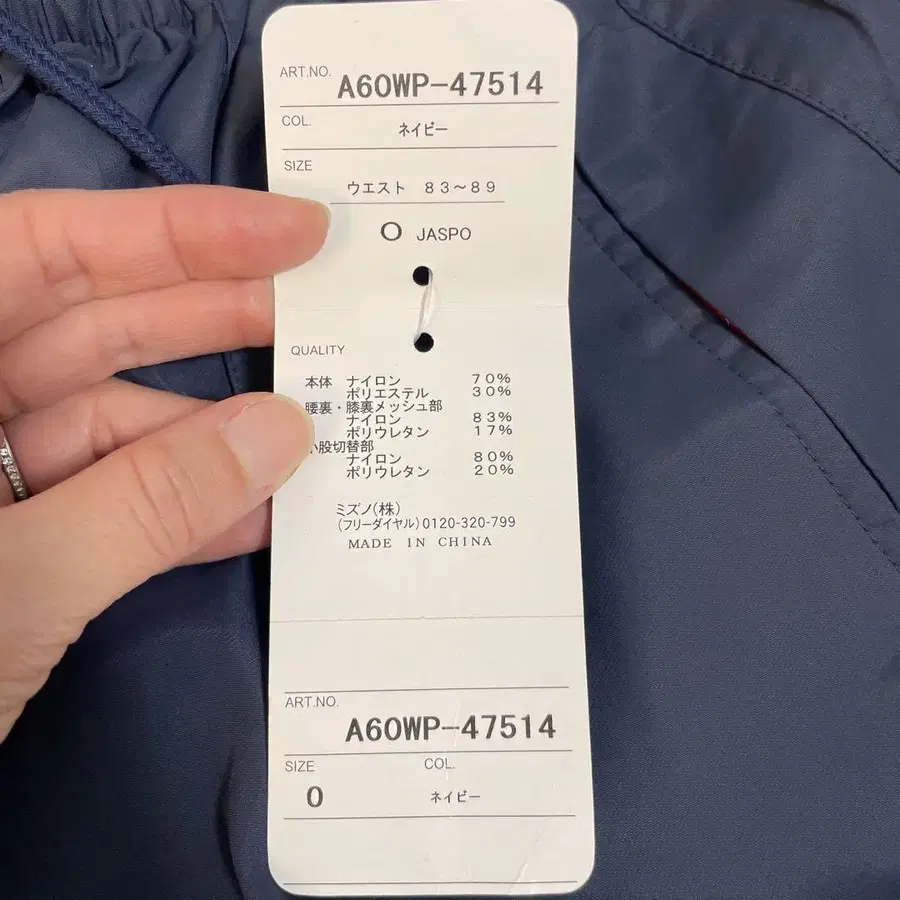 ART.NO. A60WP-47514
COL. ネイビー
SIZE
ウエスト 83~89
O JASPO
QUALITY
本体 ナイロン 70%
ポリエステル 30%
腰裏・膝裏メッシュ部
ナイロン 83%
ポリウレタン 17%
小股切替部
ナイロン 80%
ポリウレタン 20%
ミズノ(株)
(フリーダイヤル)0120-320-799
MADE IN CHINA
ART.NO.
A60WP-47514
SIZE COL.
O ネイビー